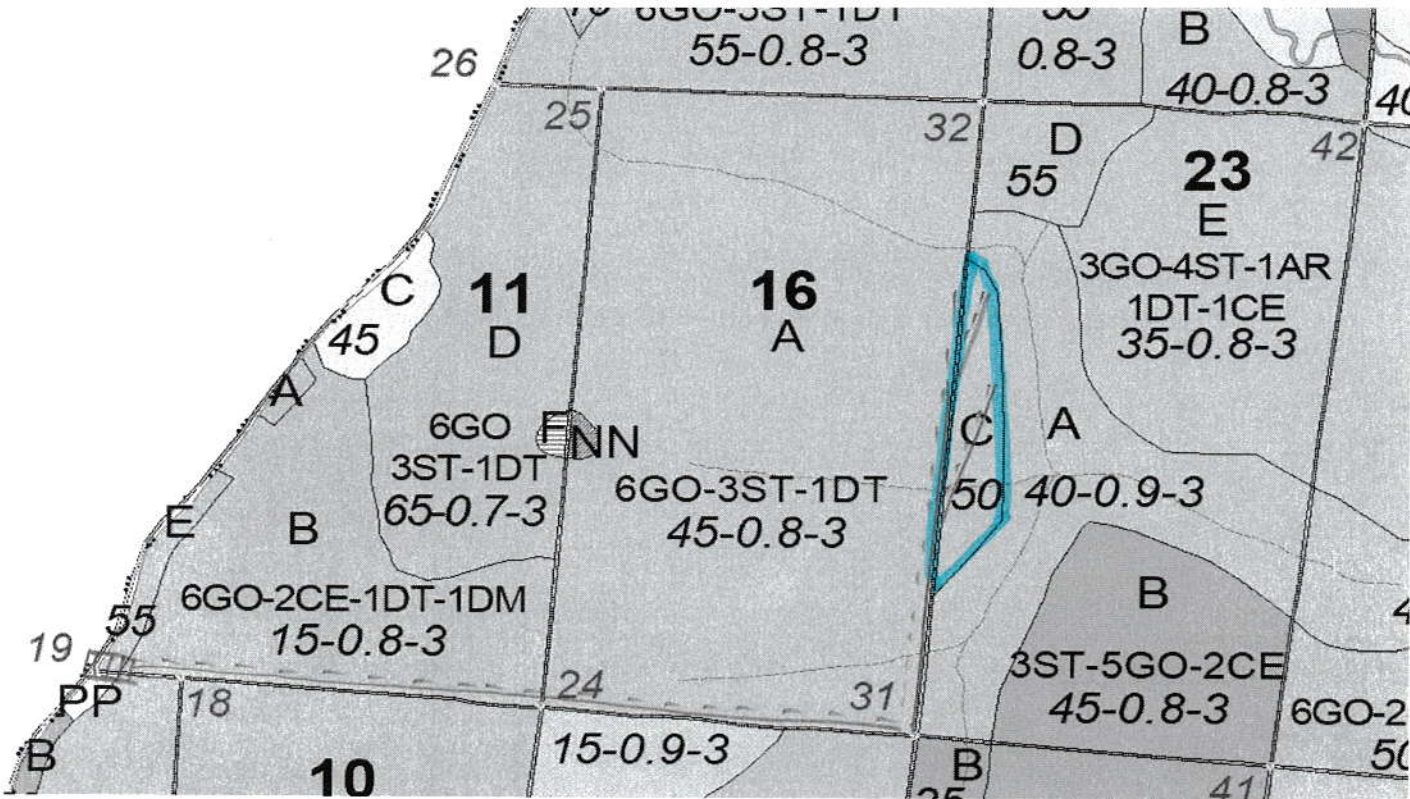 6GO-3ST-1DT
55-0.8-3
0.8-3
B
40-0.8-3
40
26
25
32
42
D
55
23
E
3GO-4ST-1AR
1DT-1CE
35-0.8-3
C
45
11
D
16
A
A
6GO
3ST-1DT
65-0.7-3
F
NN
6GO-3ST-1DT
45-0.8-3
C
50
A
40-0.9-3
E
B
6GO-2CE-1DT-1DM
15-0.8-3
55
B
3ST-5GO-2CE
45-0.8-3
19
PP
18
24
31
6GO-2
B
10
15-0.9-3
B
41